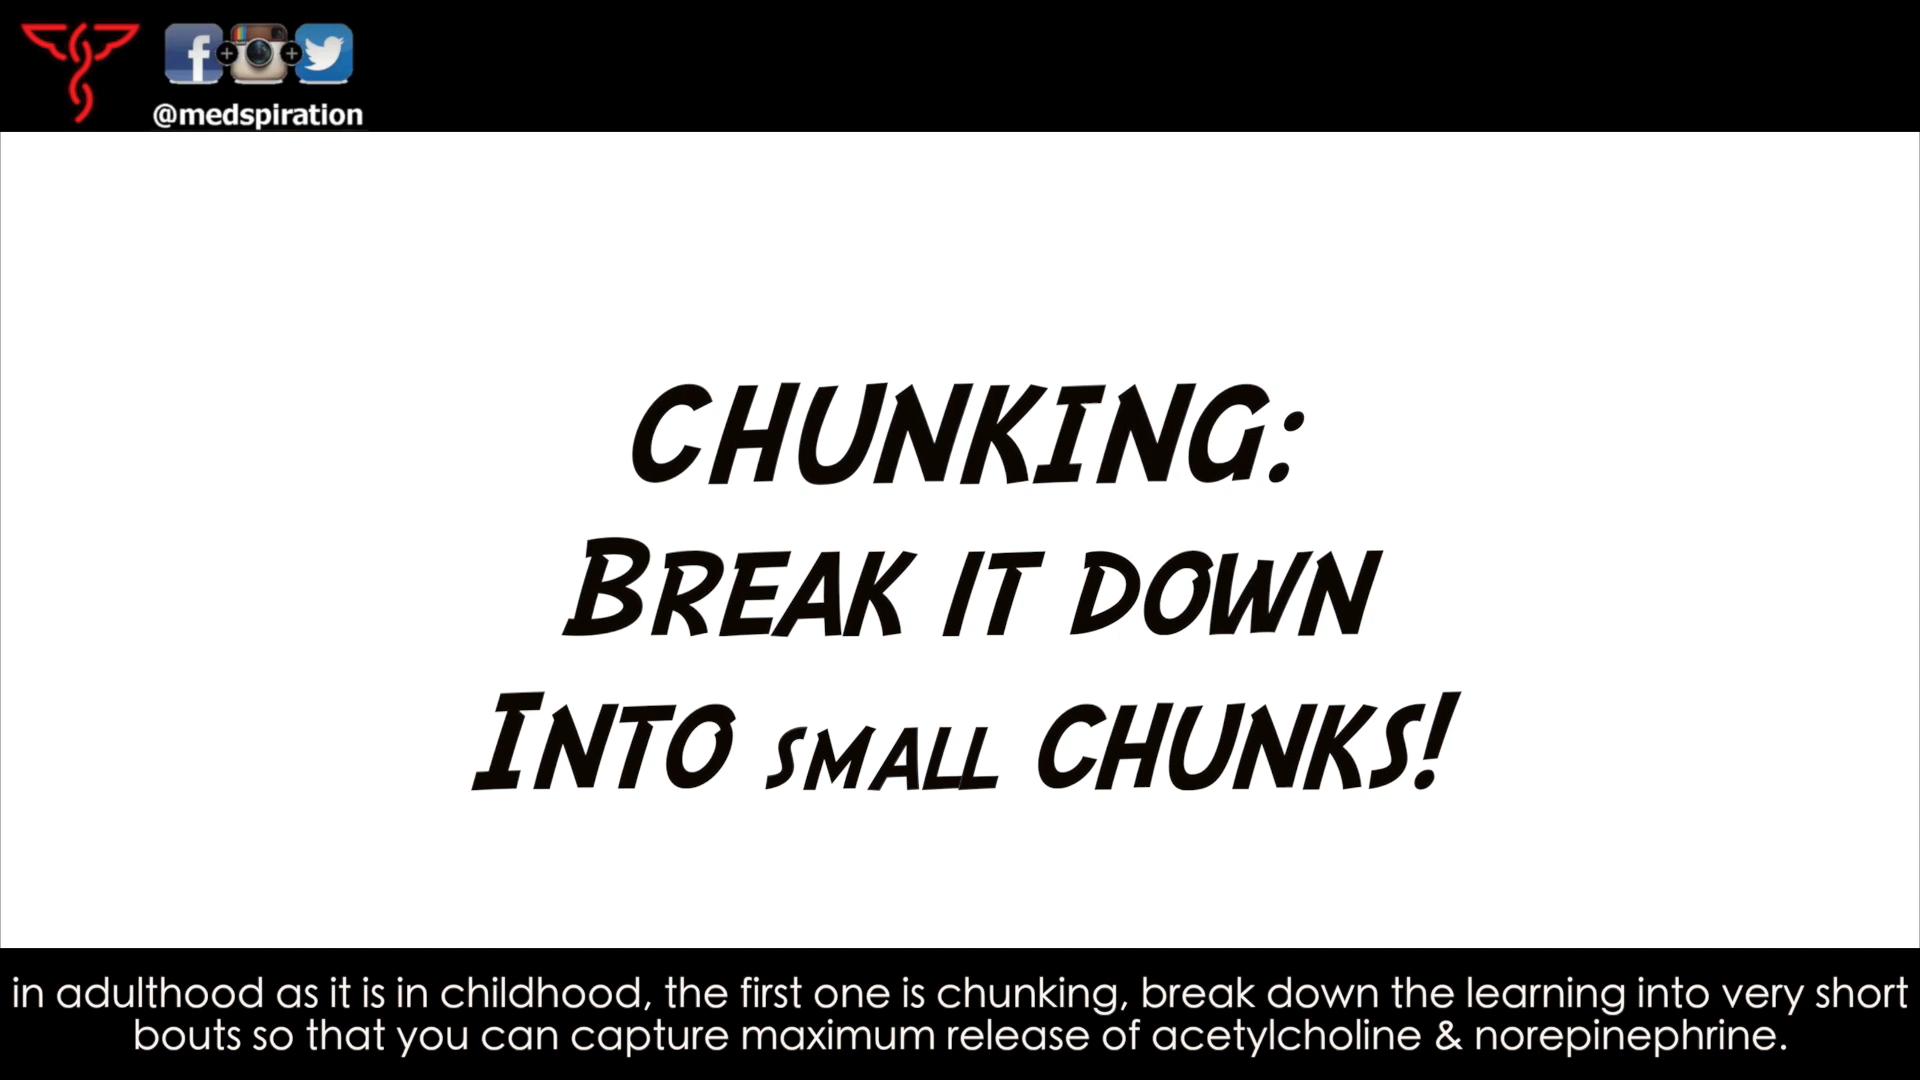 @medspiration
CHUNKING:
BREAK IT DOWN
INTO SMALL CHUNKS!
in adulthood as it is in childhood, the first one is chunking, break down the learning into very short
bouts so that you can capture maximum release of acetylcholine & norepinephrine.